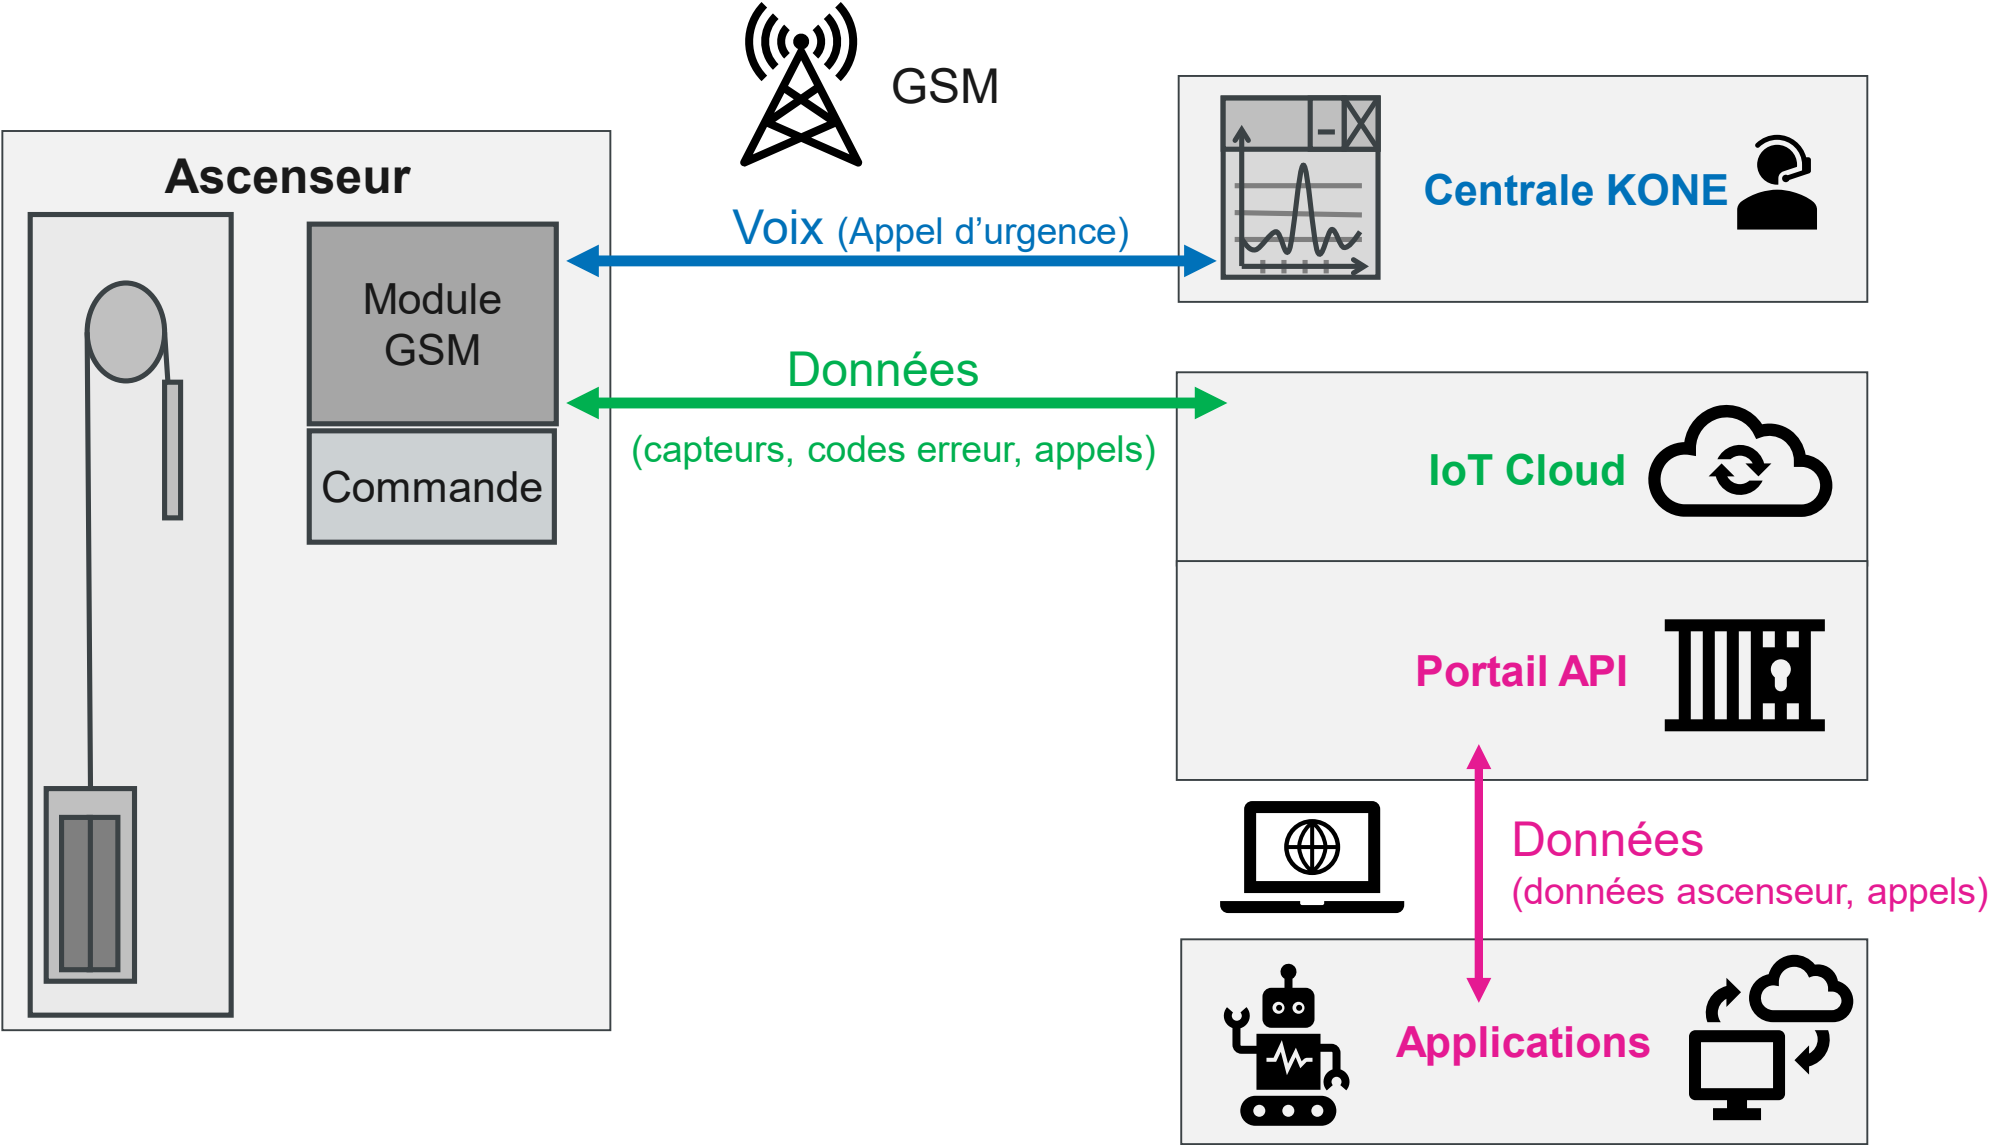 GSM
Ascenseur
Module
GSM
Commande
Voix (Appel d'urgence)
Données
(capteurs, codes erreur, appels)
Centrale KONE
IoT Cloud
Portail API
Données
(données ascenseur, appels)
Applications